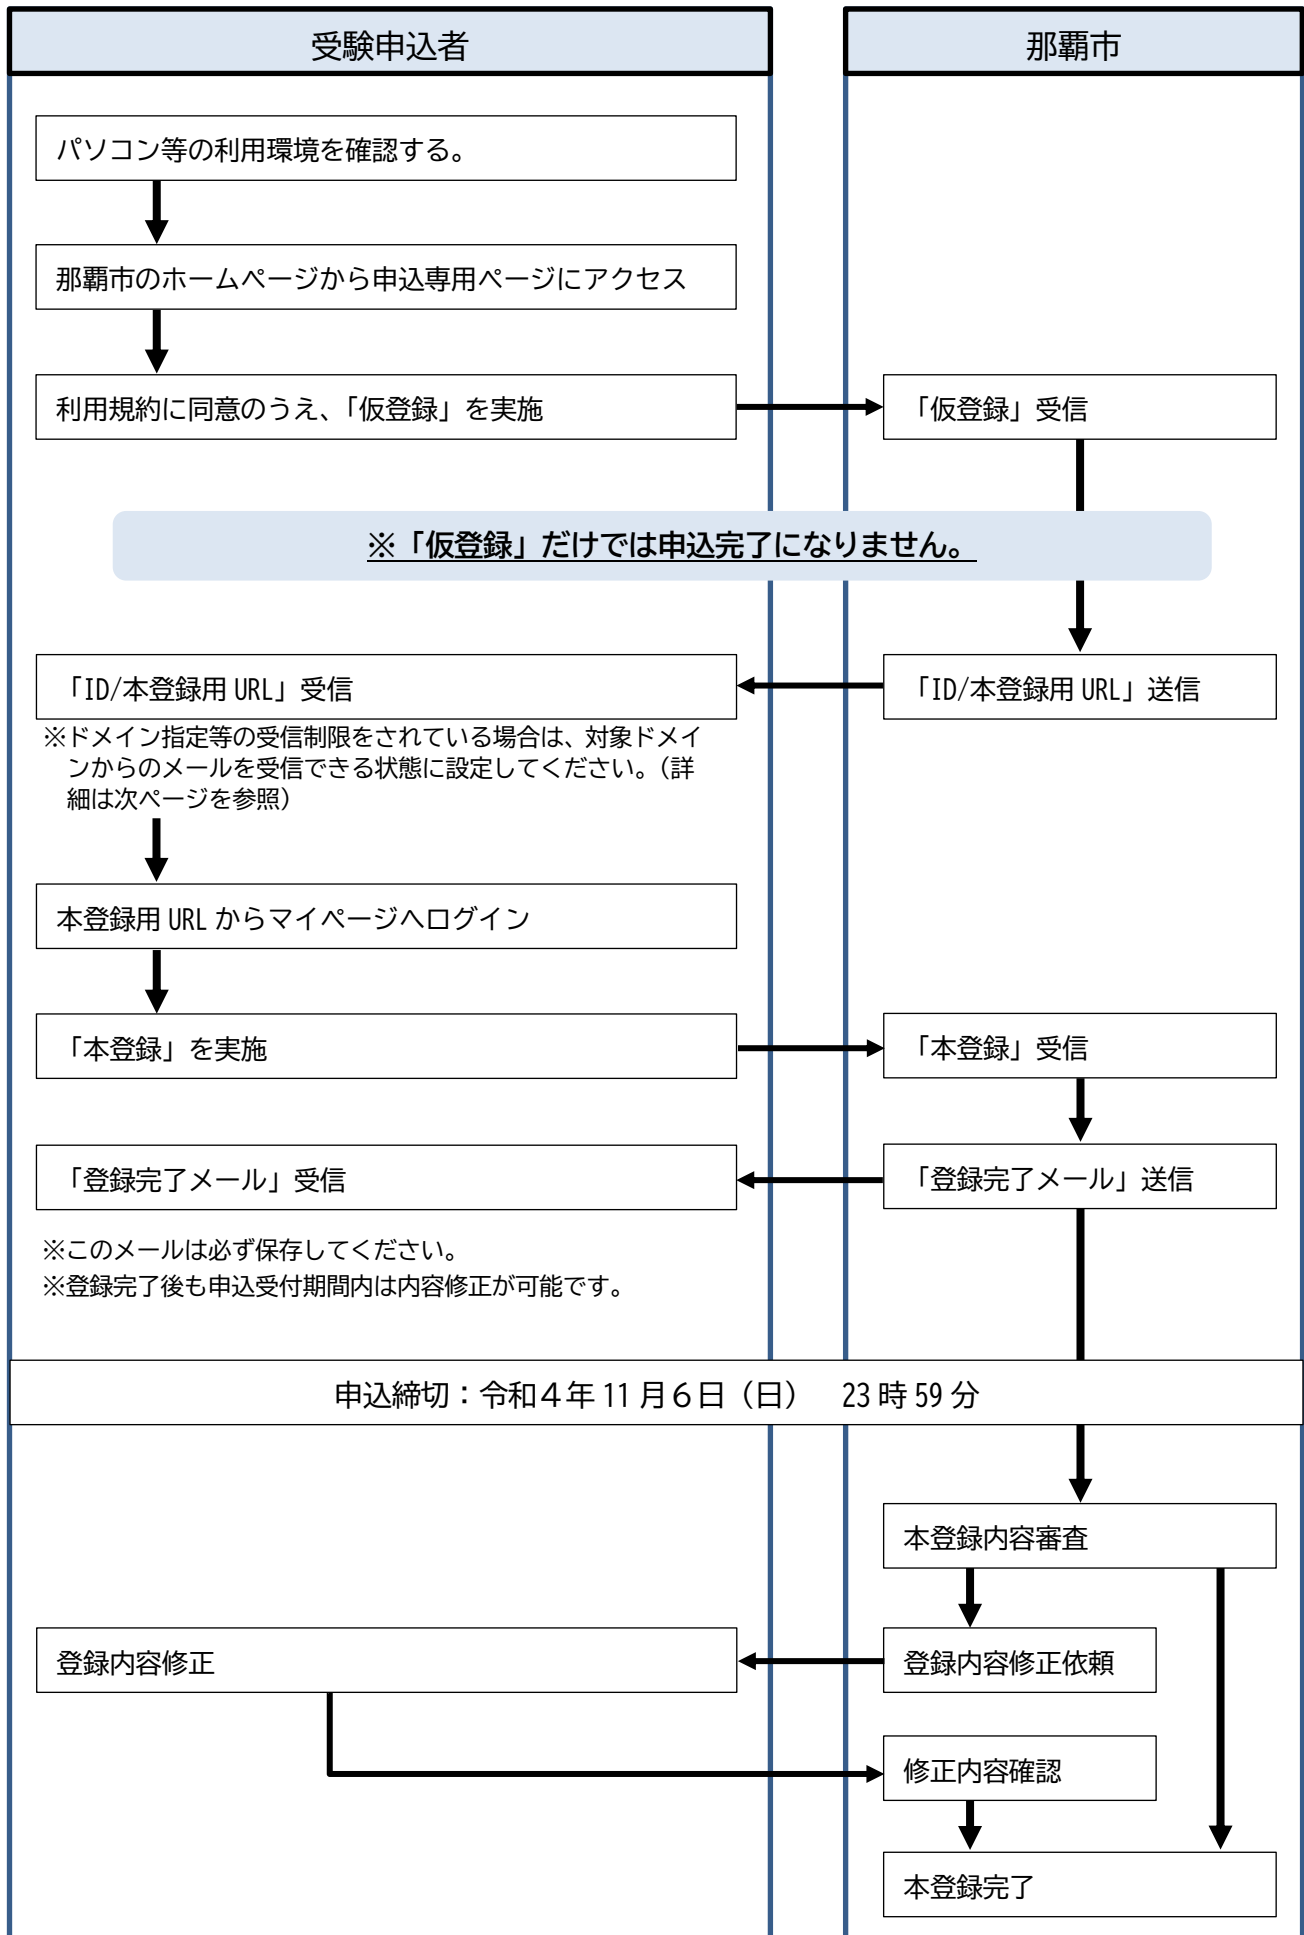 受験申込者
那覇市
パソコン等の利用環境を確認する。
那覇市のホームページから申込専用ページにアクセス
利用規約に同意のうえ、「仮登録」を実施
「仮登録」受信
※「仮登録」だけでは申込完了になりません。
「ID/本登録用 URL」受信
「ID/本登録用 URL」送信
※ドメイン指定等の受信制限をされている場合は、対象ドメイ
ンからのメールを受信できる状態に設定してください。（詳
細は次ページを参照）
本登録用 URL からマイページへログイン
「本登録」を実施
「本登録」受信
「登録完了メール」受信
「登録完了メール」送信
※このメールは必ず保存してください。
※登録完了後も申込受付期間内は内容修正が可能です。
申込締切：令和４年 11 月６日（日）　23 時 59 分
本登録内容審査
登録内容修正
登録内容修正依頼
修正内容確認
本登録完了